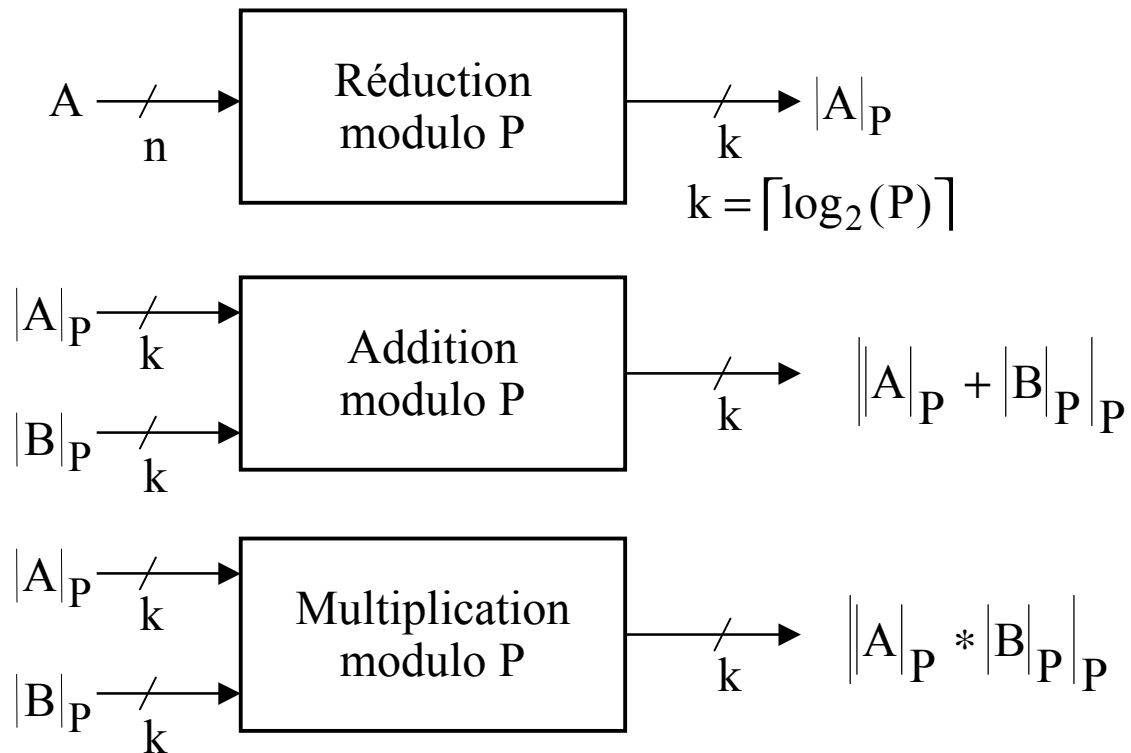 A
n
Réduction
modulo P
k
|A|P
k = ⌈log2(P)⌉
|A|P
k
|B|P
k
Addition
modulo P
k
||A|P + |B|P|P
|A|P
k
|B|P
k
Multiplication
modulo P
k
||A|P * |B|P|P